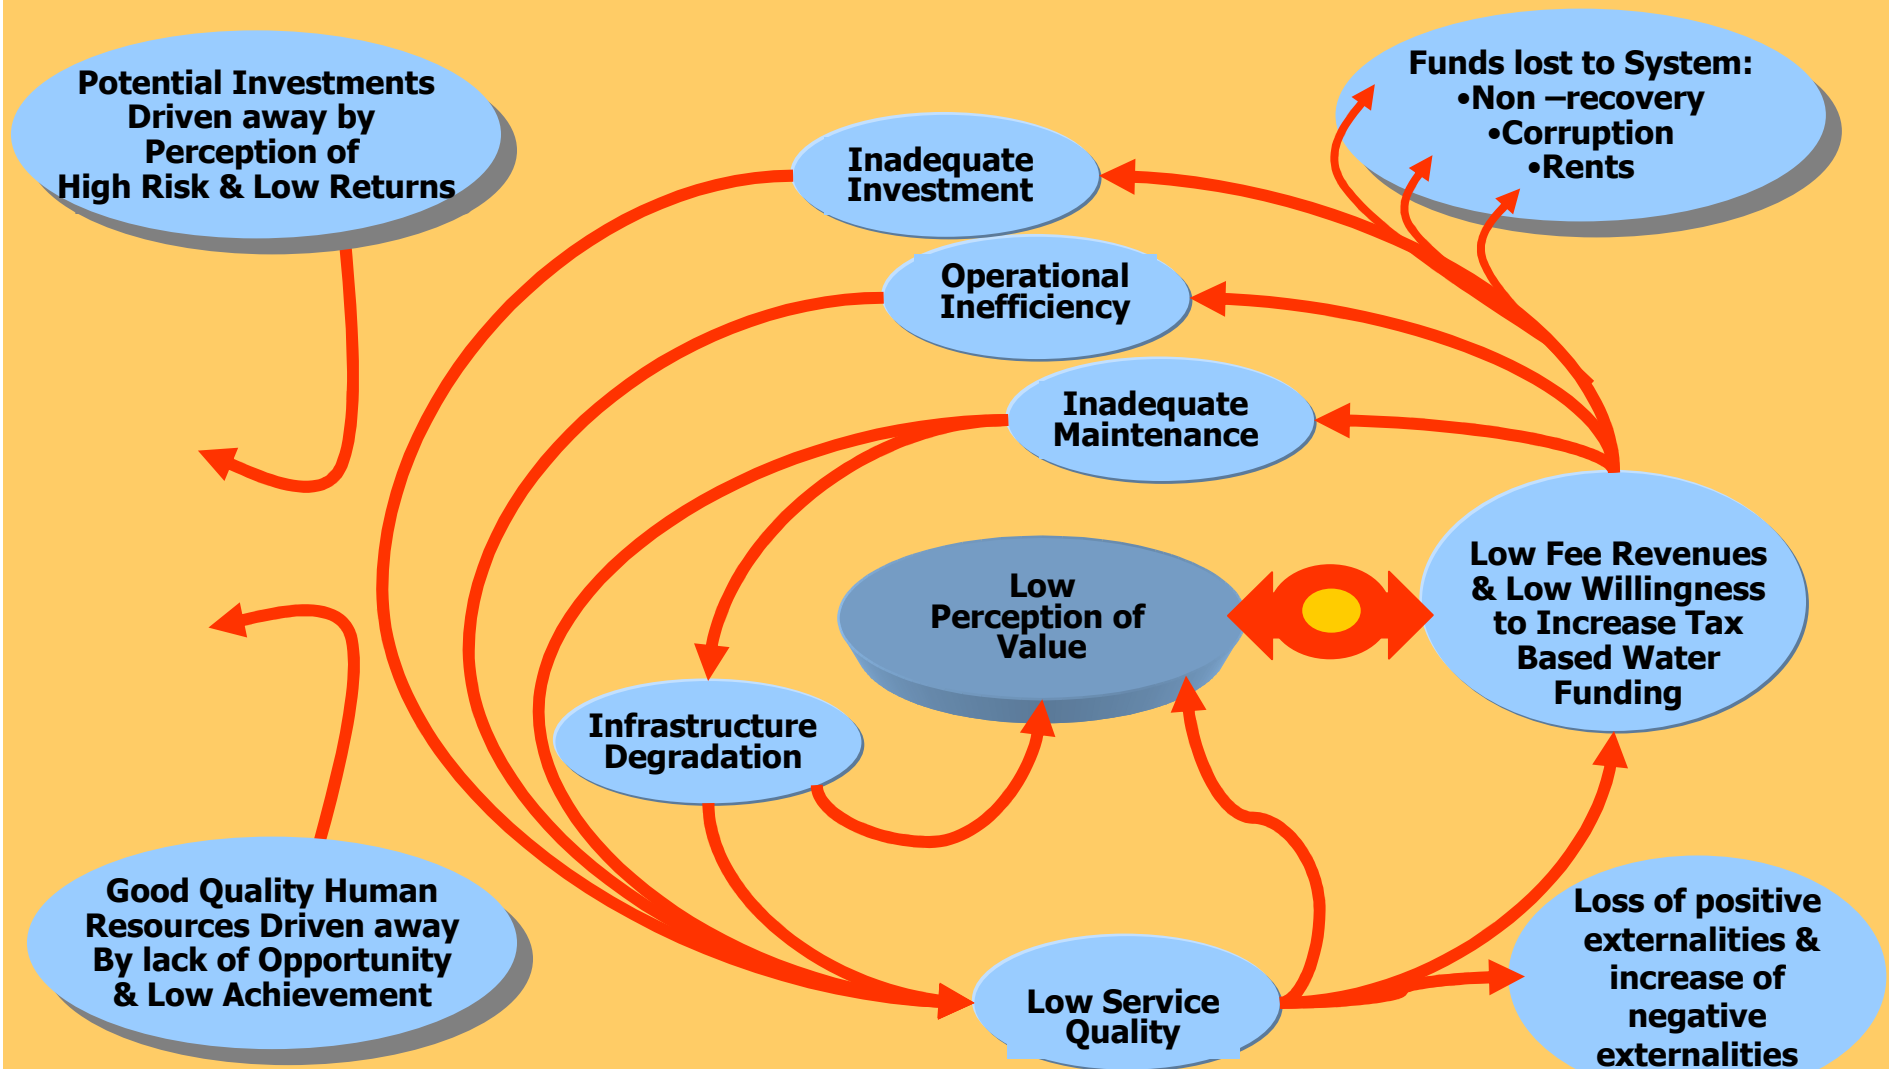 Potential Investments
Driven away by
Perception of
High Risk & Low Returns
Funds lost to System:
•Non –recovery
•Corruption
•Rents
Inadequate
Investment
Operational
Inefficiency
Inadequate
Maintenance
Low
Perception of
Value
Low Fee Revenues
& Low Willingness
to Increase Tax
Based Water
Funding
Infrastructure
Degradation
Good Quality Human
Resources Driven away
By lack of Opportunity
& Low Achievement
Low Service
Quality
Loss of positive
externalities &
increase of
negative
externalities